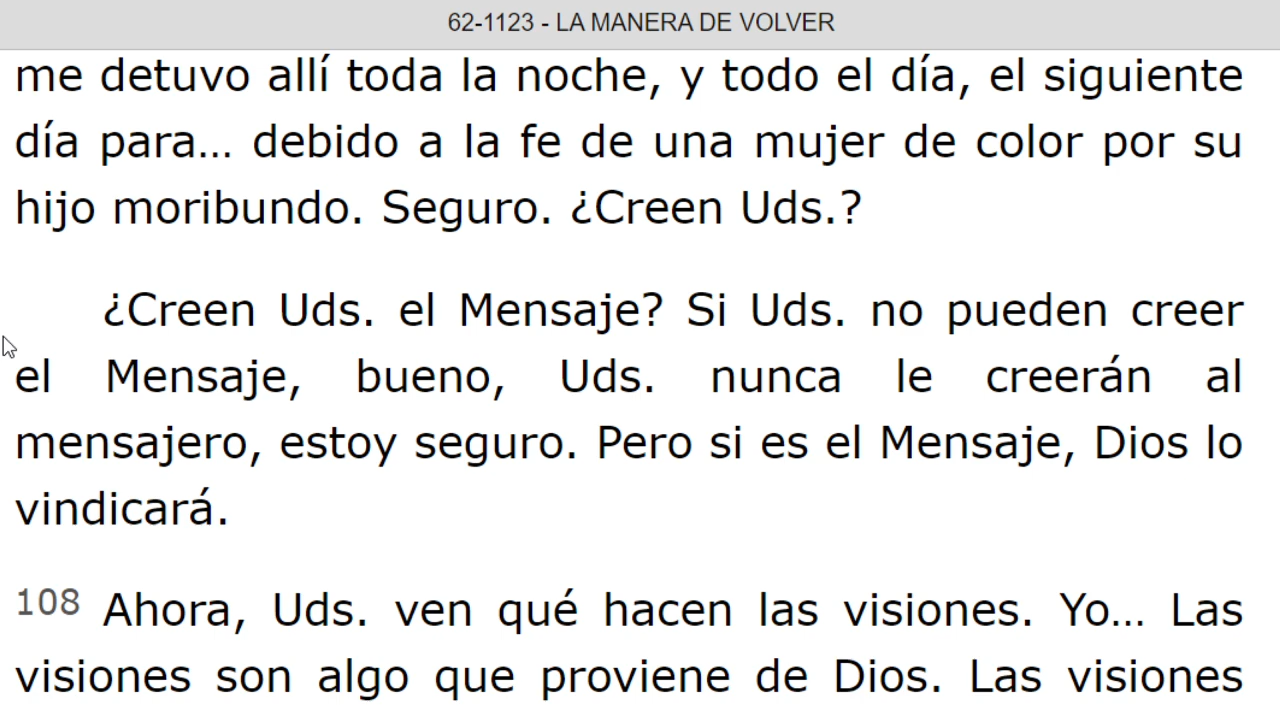 62-1123 - LA MANERA DE VOLVER
me detuvo allí toda la noche, y todo el día, el siguiente
día para... debido a la fe de una mujer de color por su
hijo moribundo. Seguro. ¿Creen Uds.?
¿Creen Uds. el Mensaje? Si Uds. no pueden creer
el Mensaje, bueno, Uds. nunca le creerán al
mensajero, estoy seguro. Pero si es el Mensaje, Dios lo
vindicará.
108 Ahora, Uds. ven qué hacen las visiones. Yo... Las
visiones son algo que proviene de Dios. Las visiones